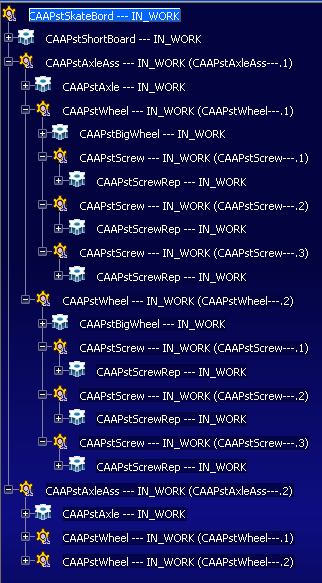 CAAPstSkateBord --- IN_WORK
CAAPstShortBoard --- IN_WORK
CAAPstAxleAss --- IN_WORK (CAAPstAxleAss---.1)
CAAPstAxle --- IN_WORK
CAAPstWheel --- IN_WORK (CAAPstWheel---.1)
CAAPstBigWheel --- IN_WORK
CAAPstScrew --- IN_WORK (CAAPstScrew---.1)
CAAPstScrewRep --- IN_WORK
CAAPstScrew --- IN_WORK (CAAPstScrew---.2)
CAAPstScrewRep --- IN_WORK
CAAPstScrew --- IN_WORK (CAAPstScrew---.3)
CAAPstScrewRep --- IN_WORK
CAAPstWheel --- IN_WORK (CAAPstWheel---.2)
CAAPstBigWheel --- IN_WORK
CAAPstScrew --- IN_WORK (CAAPstScrew---.1)
CAAPstScrewRep --- IN_WORK
CAAPstScrew --- IN_WORK (CAAPstScrew---.2)
CAAPstScrewRep --- IN_WORK
CAAPstScrew --- IN_WORK (CAAPstScrew---.3)
CAAPstScrewRep --- IN_WORK
CAAPstAxleAss --- IN_WORK (CAAPstAxleAss---.2)
CAAPstAxle --- IN_WORK
CAAPstWheel --- IN_WORK (CAAPstWheel---.1)
CAAPstWheel --- IN_WORK (CAAPstWheel---.2)